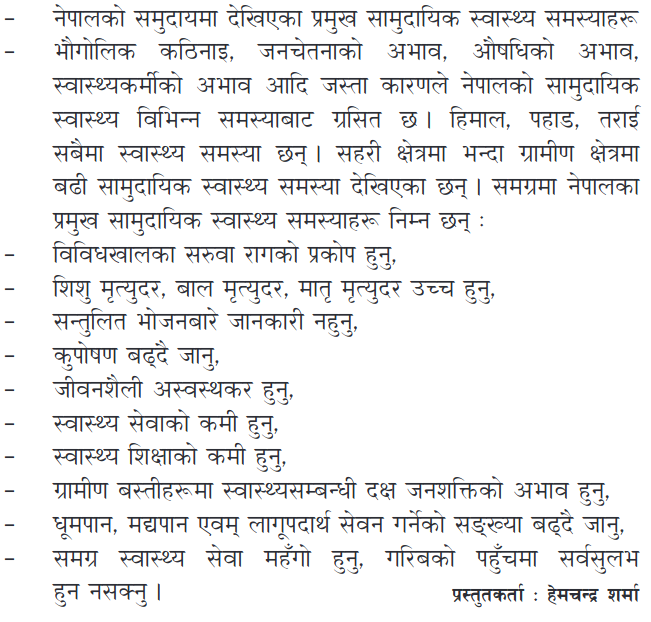 – नेपालको समुदायमा देखिएका प्रमुख सामुदायिक स्वास्थ्य समस्याहरू
– भौगोलिक कठिनाइ, जनचेतनाको अभाव, औषधिको अभाव,
स्वास्थ्यकर्मीको अभाव आदि जस्ता कारणले नेपालको सामुदायिक
स्वास्थ्य विभिन्न समस्याबाट ग्रसित छ । हिमाल, पहाड, तराई
सबैमा स्वास्थ्य समस्या छन् । सहरी क्षेत्रमा भन्दा ग्रामीण क्षेत्रमा
बढी सामुदायिक स्वास्थ्य समस्या देखिएका छन् । समग्रमा नेपालका
प्रमुख सामुदायिक स्वास्थ्य समस्याहरू निम्न छन् :
– विविधखालका सरुवा रागको प्रकोप हुनु,
– शिशु मृत्युदर, बाल मृत्युदर, मातृ मृत्युदर उच्च हुनु,
– सन्तुलित भोजनबारे जानकारी नहुनु,
– कुपोषण बढ्दै जानु,
– जीवनशैली अस्वस्थकर हुनु,
– स्वास्थ्य सेवाको कमी हुनु,
– स्वास्थ्य शिक्षाको कमी हुनु,
– ग्रामीण बस्तीहरूमा स्वास्थ्यसम्बन्धी दक्ष जनशक्तिको अभाव हुनु,
– धूमपान, मद्यपान एवम् लागूपदार्थ सेवन गर्नेको सङ्ख्या बढ्दै जानु,
– समग्र स्वास्थ्य सेवा महँगो हुनु, गरिबको पहुँचमा सर्वसुलभ
हुन नसक्नु । प्रस्तुतकर्ता : हेमचन्द्र शर्मा